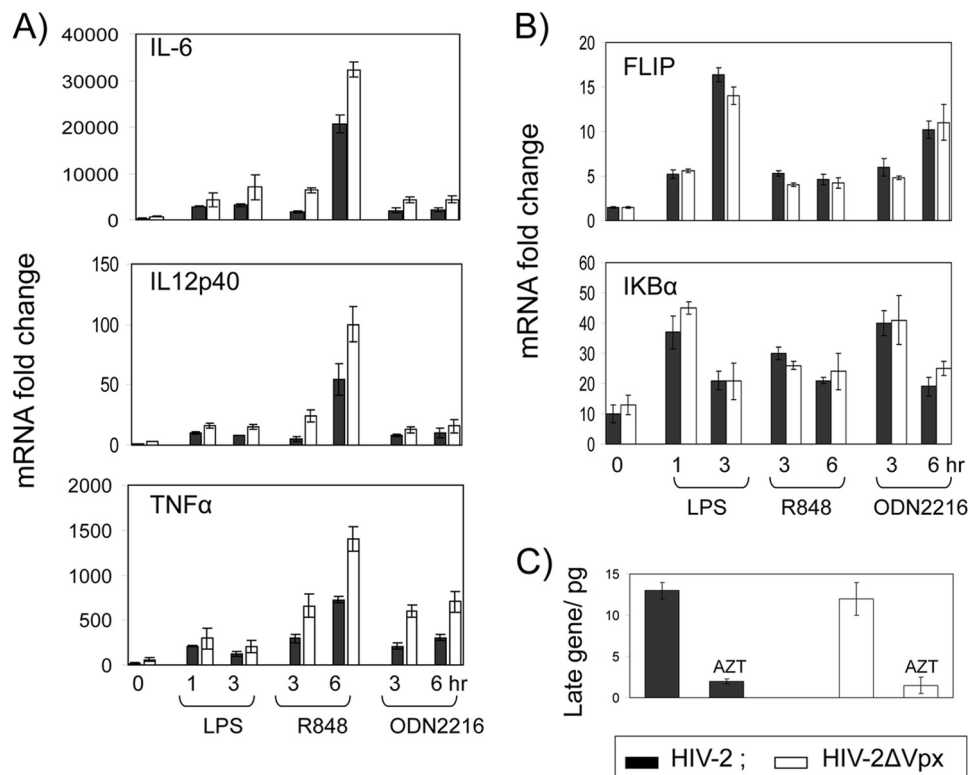 A)
mRNA fold change
IL-6
40000
30000
20000
10000
0
IL12p40
150
100
50
0
TNFα
2000
1500
1000
500
0
0 1 3 3 6 3 6 hr
LPS R848 ODN2216
B)
mRNA fold change
FLIP
20
15
10
5
0
IKBα
60
50
40
30
20
10
0
0 1 3 3 6 3 6 hr
LPS R848 ODN2216
C)
Late gene/ pg
15
10
5
0
AZT AZT
HIV-2 ; HIV-2ΔVpx